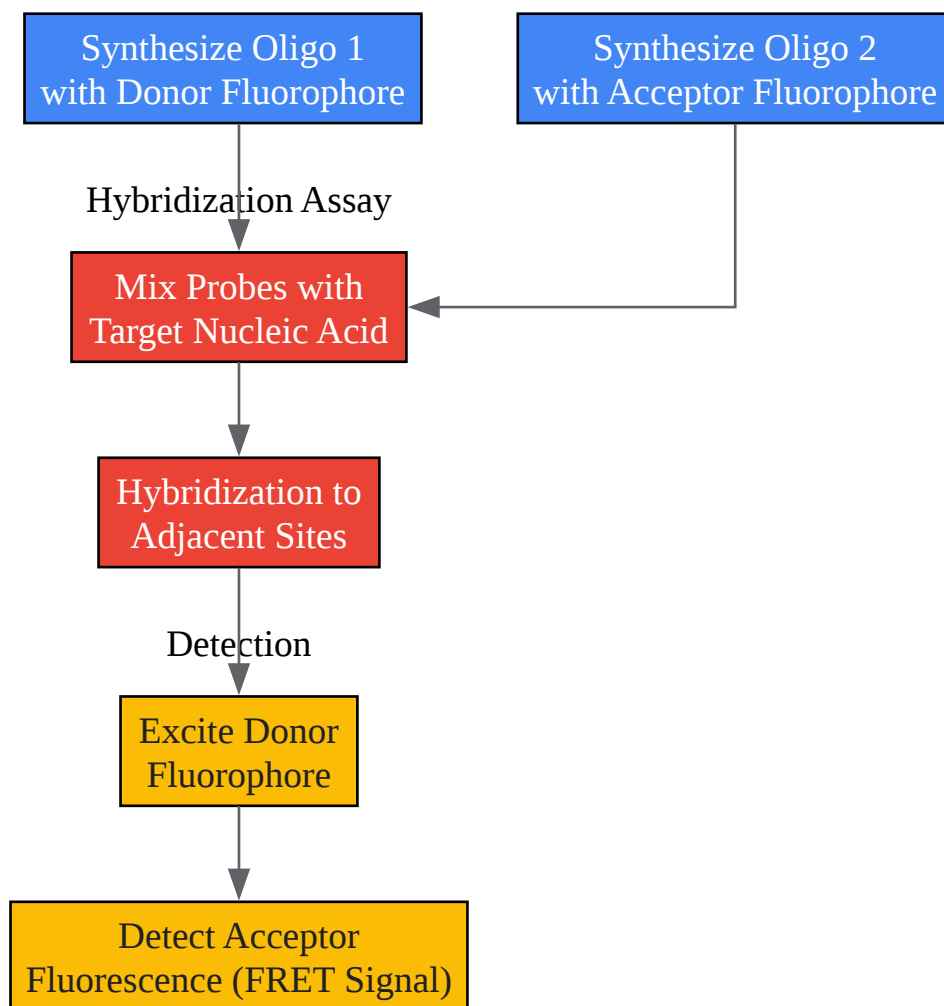 Synthesize Oligo 1
with Donor Fluorophore
Synthesize Oligo 2
with Acceptor Fluorophore
Hybridization Assay
Mix Probes with
Target Nucleic Acid
Hybridization to
Adjacent Sites
Detection
Excite Donor
Fluorophore
Detect Acceptor
Fluorescence (FRET Signal)